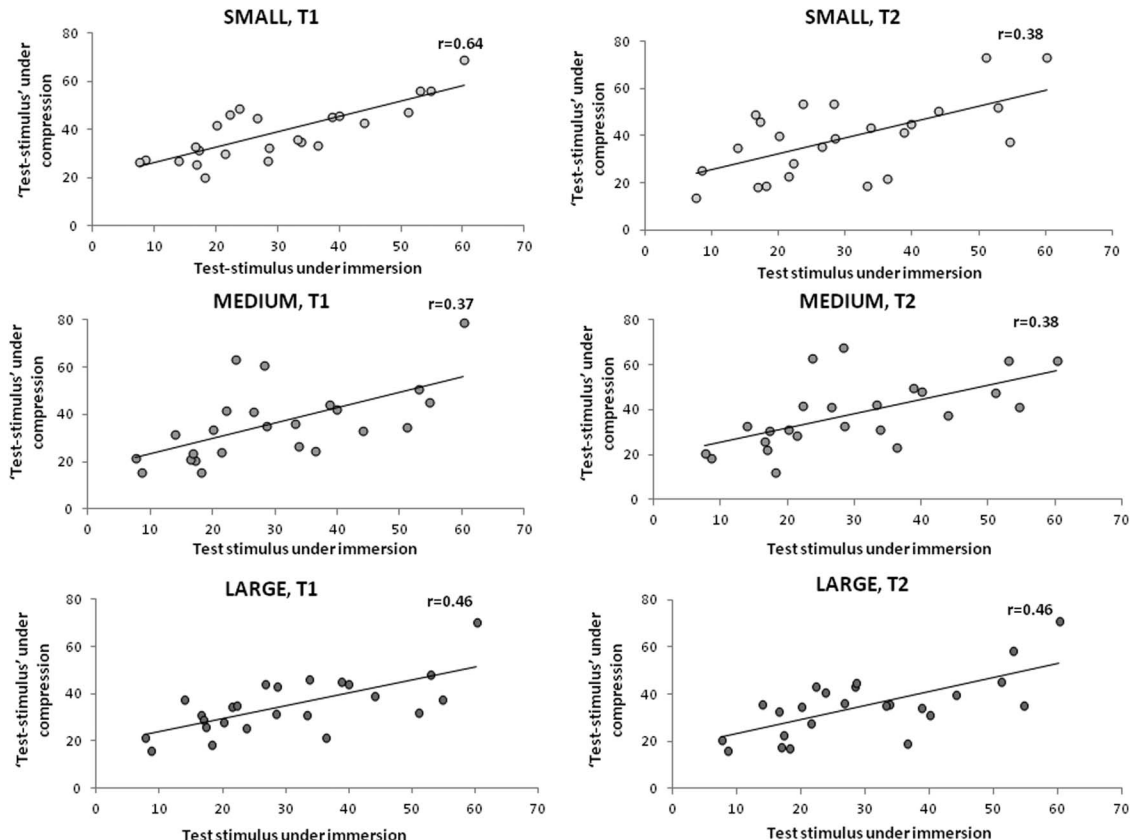 SMALL, T1
r=0.64
'Test-stimulus' under
compression
80
60
40
20
0
0 10 20 30 40 50 60 70
Test-stimulus under immersion
SMALL, T2
r=0.38
'Test-stimulus' under
compression
80
60
40
20
0
0 10 20 30 40 50 60 70
Test stimulus under immersion
MEDIUM, T1
r=0.37
'Test-stimulus' under
compression
80
60
40
20
0
0 10 20 30 40 50 60 70
Test stimulus under immersion
MEDIUM, T2
r=0.38
'Test-stimulus' under
compression
80
60
40
20
0
0 10 20 30 40 50 60 70
Test stimulus under immersion
LARGE, T1
r=0.46
'Test-stimulus' under
compression
80
60
40
20
0
0 10 20 30 40 50 60 70
Test stimulus under immersion
LARGE, T2
r=0.46
'Test-stimulus' under
compression
80
60
40
20
0
0 10 20 30 40 50 60 70
Test stimulus under immersion